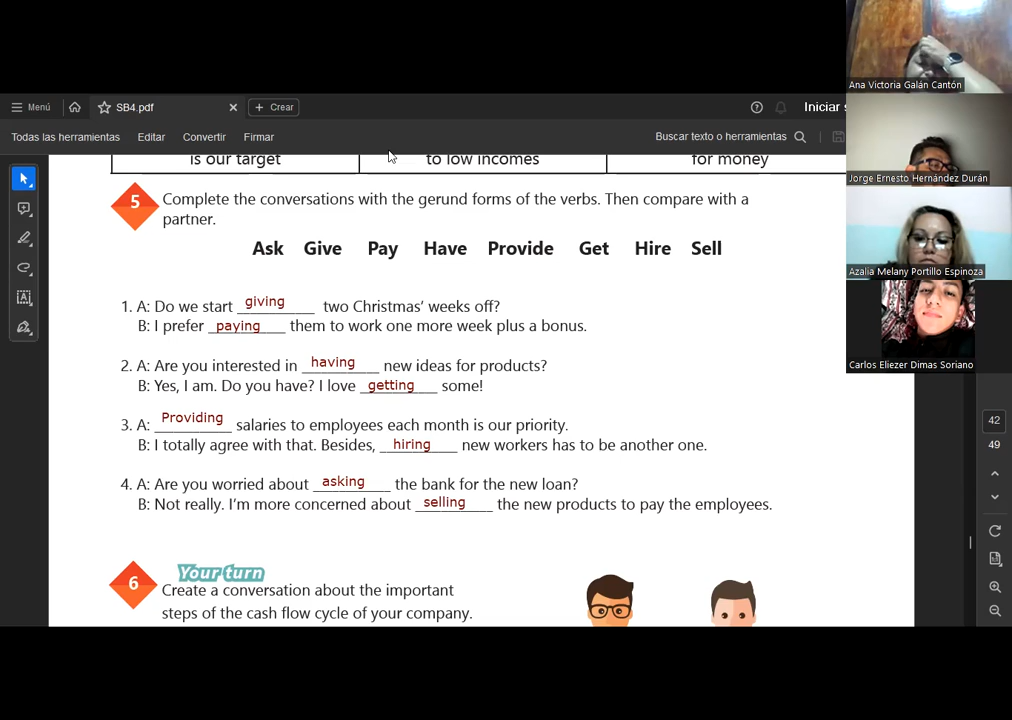 Menú
SB4.pdf
Crear
Iniciar s
Todas las herramientas Editar Convertir Firmar
Buscar texto o herramientas
is our target to low incomes for money
5 Complete the conversations with the gerund forms of the verbs. Then compare with a
partner.
Ask Give Pay Have Provide Get Hire Sell
1. A: Do we start giving two Christmas’ weeks off?
B: I prefer paying them to work one more week plus a bonus.
2. A: Are you interested in having new ideas for products?
B: Yes, I am. Do you have? I love getting some!
3. A: Providing salaries to employees each month is our priority.
B: I totally agree with that. Besides, hiring new workers has to be another one.
4. A: Are you worried about asking the bank for the new loan?
B: Not really. I’m more concerned about selling the new products to pay the employees.
Your turn
6 Create a conversation about the important
steps of the cash flow cycle of your company.
42
49
Ana Victoria Galán Cantón
Jorge Ernesto Hernández Durán
Azalia Melany Portillo Espinoza
Carlos Eliezer Dimas Soriano